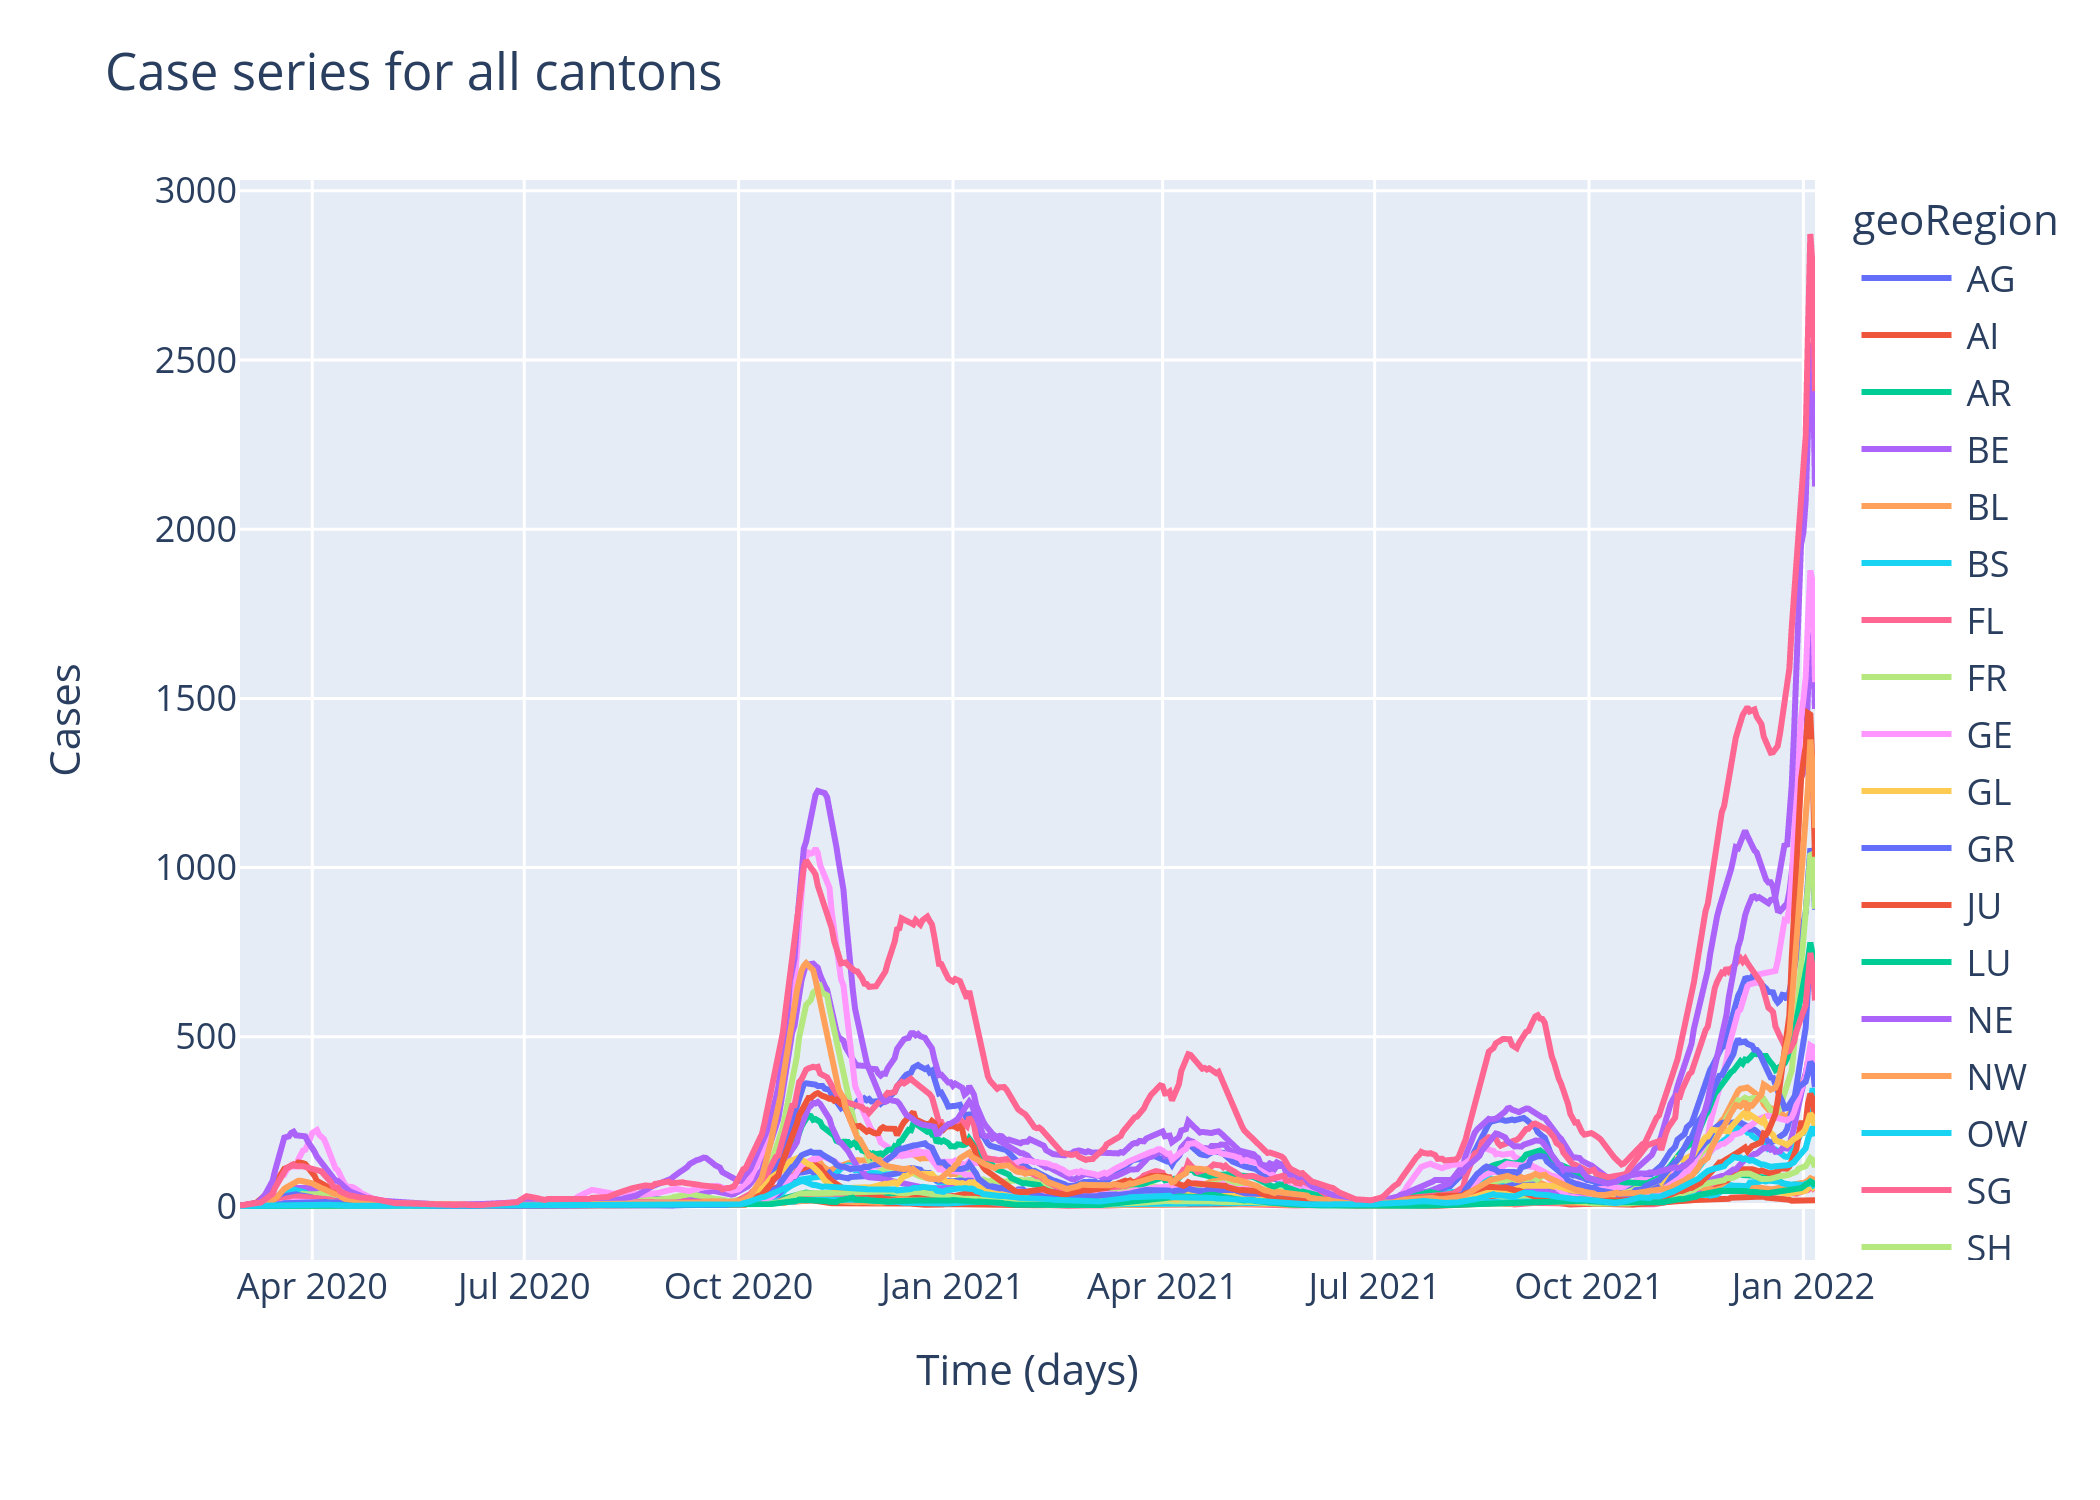 Case series for all cantons
3000
2500
2000
1500
1000
500
0
Cases
Apr 2020
Jul 2020
Oct 2020
Jan 2021
Apr 2021
Jul 2021
Oct 2021
Jan 2022
Time (days)
geoRegion
AG
AI
AR
BE
BL
BS
FL
FR
GE
GL
GR
JU
LU
NE
NW
OW
SG
SH